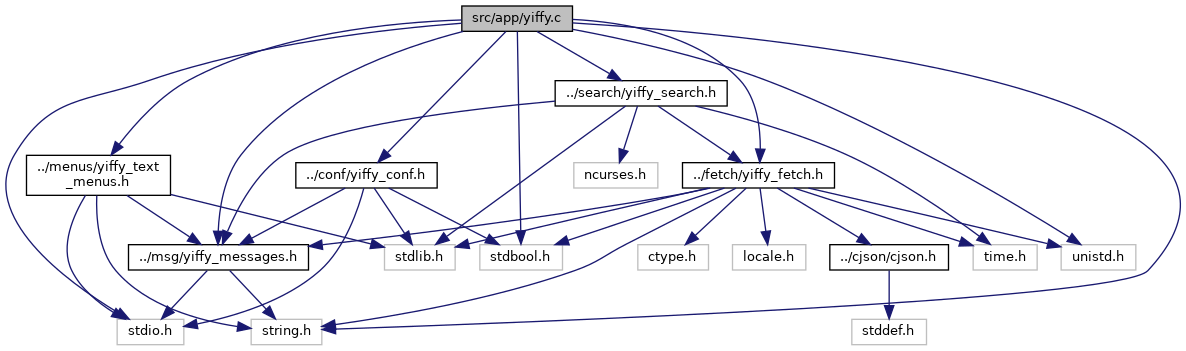 src/app/yiffy.c
../search/yiffy_search.h
../menus/yiffy_text
_menus.h
../conf/yiffy_conf.h
ncurses.h
../fetch/yiffy_fetch.h
../msg/yiffy_messages.h
stdlib.h
stdbool.h
ctype.h
locale.h
../cjson/cjson.h
time.h
unistd.h
stdio.h
string.h
stddef.h